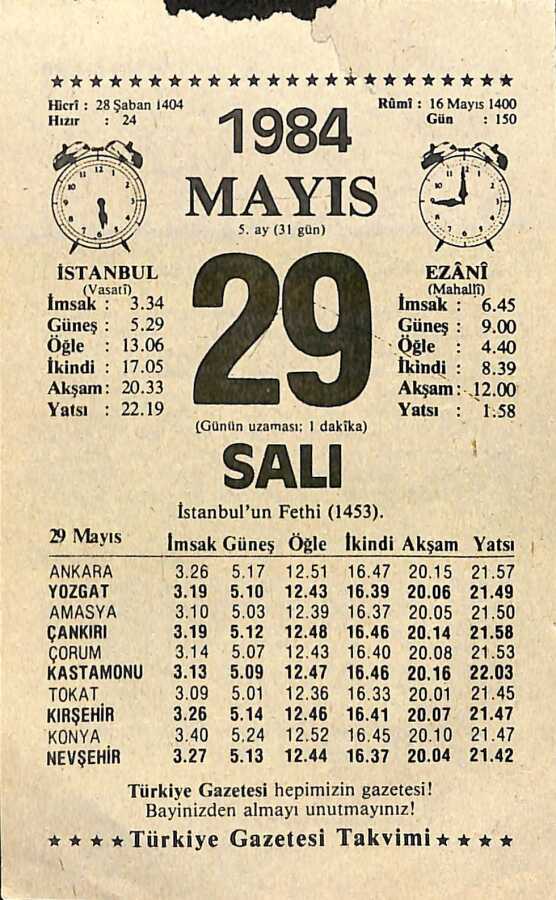 ★ ★ ★ ★ ★ ★ ★ ★ ★ ★ ★ ★ ★ ★ ★ ★ ★ ★ ★ ★ ★ ★ ★ ★
Hicrî : 28 Şaban 1404
Hızır : 24
1984
Rûmî : 16 Mayıs 1400
Gün : 150
MAYIS
5. ay (31 gün)
29
İSTANBUL
(Vasatî)
İmsak : 3.34
Güneş : 5.29
Öğle : 13.06
İkindi : 17.05
Akşam: 20.33
Yatsı : 22.19
EZÂNÎ
(Mahallî)
İmsak : 6.45
Güneş : 9.00
Öğle : 4.40
İkindi : 8.39
Akşam: 12.00
Yatsı : 1.58
(Günün uzaması: 1 dakîka)
SALI
İstanbul'un Fethi (1453).
29 Mayıs İmsak Güneş Öğle İkindi Akşam Yatsı
ANKARA 3.26 5.17 12.51 16.47 20.15 21.57
YOZGAT 3.19 5.10 12.43 16.39 20.06 21.49
AMASYA 3.10 5.03 12.39 16.37 20.05 21.50
ÇANKIRI 3.19 5.12 12.48 16.46 20.14 21.58
ÇORUM 3.14 5.07 12.43 16.40 20.08 21.53
KASTAMONU 3.13 5.09 12.47 16.46 20.16 22.03
TOKAT 3.09 5.01 12.36 16.33 20.01 21.45
KIRŞEHİR 3.26 5.14 12.46 16.41 20.07 21.47
KONYA 3.40 5.24 12.52 16.45 20.10 21.47
NEVŞEHİR 3.27 5.13 12.44 16.37 20.04 21.42
Türkiye Gazetesi hepimizin gazetesi!
Bayinizden almayı unutmayınız!
★ ★ ★ ★ Türkiye Gazetesi Takvimi ★ ★ ★ ★